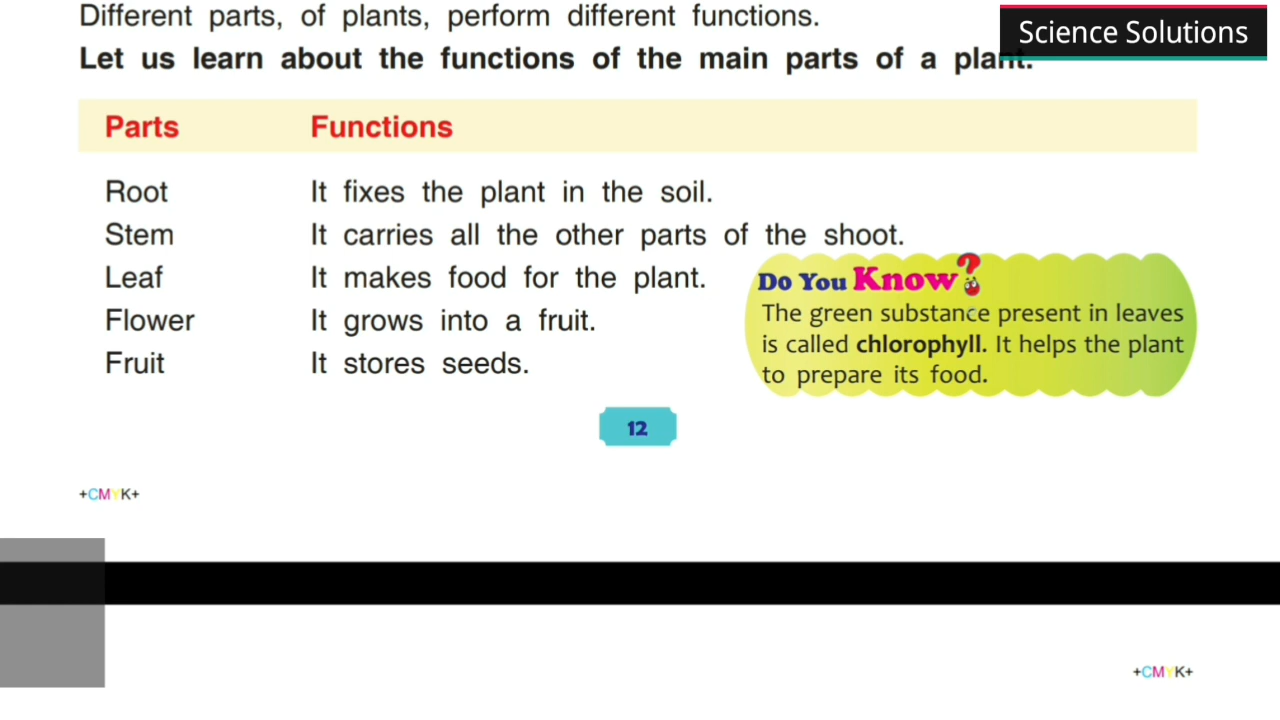 Different parts, of plants, perform different functions.
Science Solutions
Let us learn about the functions of the main parts of a plant.
Parts Functions
Root It fixes the plant in the soil.
Stem It carries all the other parts of the shoot.
Leaf It makes food for the plant.
Flower It grows into a fruit.
Fruit It stores seeds.
Do You Know?
The green substance present in leaves
is called chlorophyll. It helps the plant
to prepare its food.
12
+CMYK+
+CMYK+